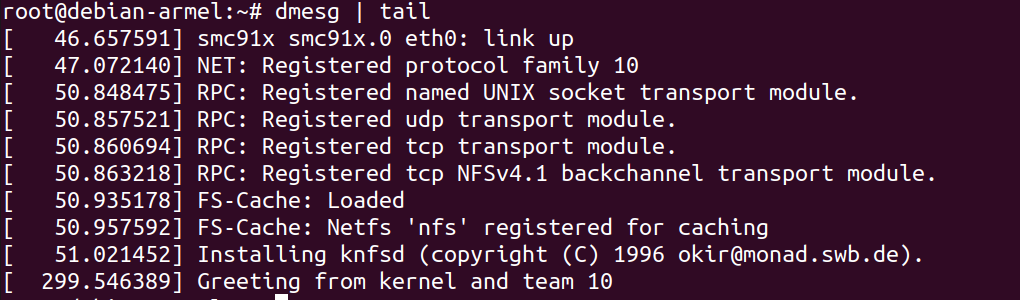 root@debian-armel:~# dmesg | tail
[   46.657591] smc91x smc91x.0 eth0: link up
[   47.072140] NET: Registered protocol family 10
[   50.848475] RPC: Registered named UNIX socket transport module.
[   50.857521] RPC: Registered udp transport module.
[   50.860694] RPC: Registered tcp transport module.
[   50.863218] RPC: Registered tcp NFSv4.1 backchannel transport module.
[   50.935178] FS-Cache: Loaded
[   50.957592] FS-Cache: Netfs 'nfs' registered for caching
[   51.021452] Installing knfsd (copyright (C) 1996 okir@monad.swb.de).
[  299.546389] Greeting from kernel and team 10